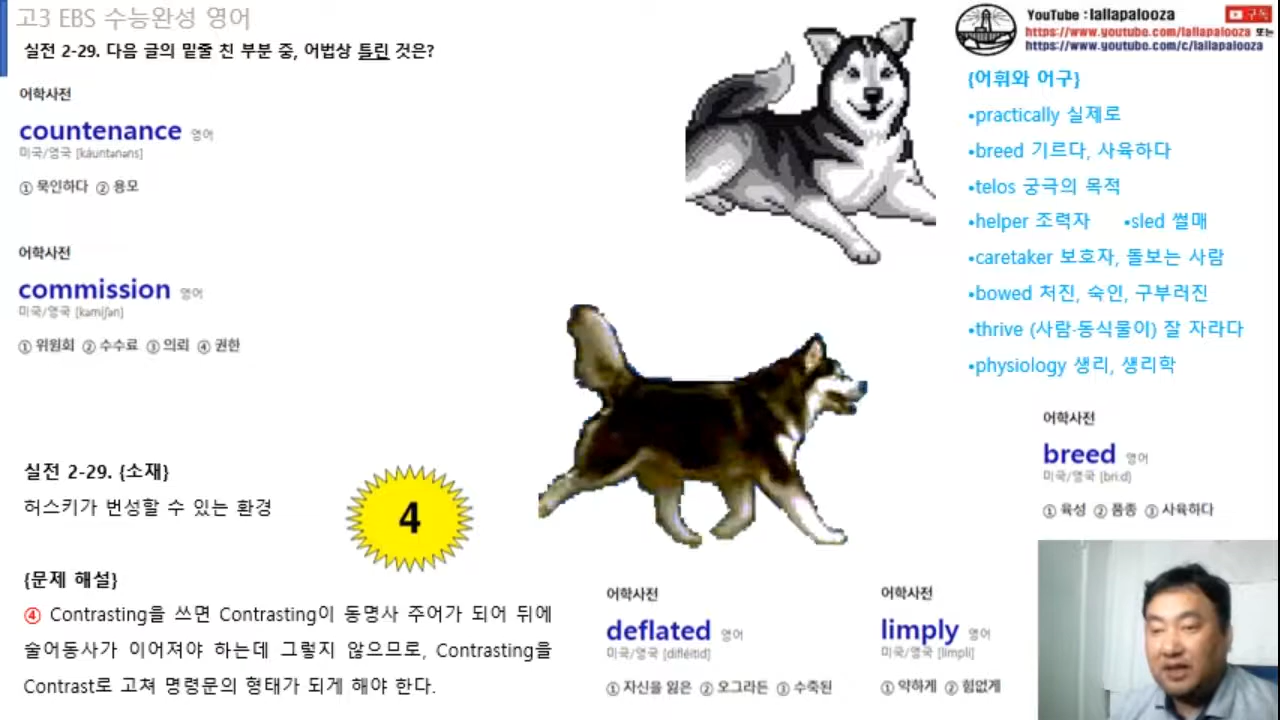 고3 EBS 수능완성 영어
실전 2-29. 다음 글의 밑줄 친 부분 중, 어법상 틀린 것은?
어학사전
countenance 영어
미국/영국 [káuntənəns]
① 묵인하다 ② 용모
어학사전
commission 영어
미국/영국 [kəmíʃən]
① 위원회 ② 수수료 ③ 의뢰 ④ 권한
실전 2-29. {소재}
허스키가 번성할 수 있는 환경
4
{문제 해설}
④ Contrasting을 쓰면 Contrasting이 동명사 주어가 되어 뒤에
술어동사가 이어져야 하는데 그렇지 않으므로, Contrasting을
Contrast로 고쳐 명령문의 형태가 되게 해야 한다.
어학사전
deflated 영어
미국/영국 [difléitid]
① 자신을 잃은 ② 오그라든 ③ 수축된
어학사전
limply 영어
미국/영국 [límpli]
① 약하게 ② 힘없게
YouTube : lallapalooza
구독
https://www.youtube.com/lallapalooza 또는
https://www.youtube.com/c/lallapalooza
{어휘와 어구}
•practically 실제로
•breed 기르다, 사육하다
•telos 궁극의 목적
•helper 조력자 •sled 썰매
•caretaker 보호자, 돌보는 사람
•bowed 처진, 숙인, 구부러진
•thrive (사람·동식물이) 잘 자라다
•physiology 생리, 생리학
어학사전
breed 영어
미국/영국 [bri:d]
① 육성 ② 품종 ③ 사육하다